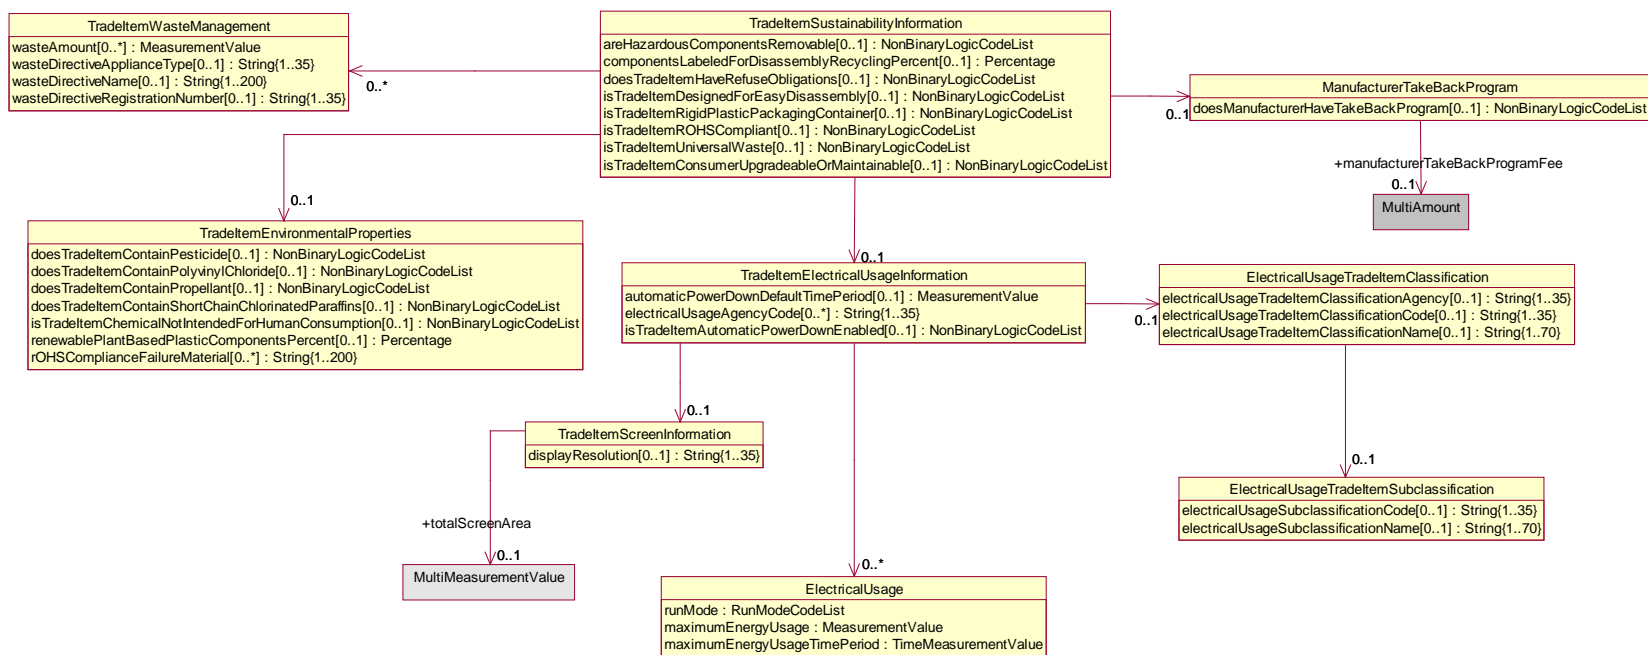 TradeItemWasteManagement
wasteAmount[0..*] : MeasurementValue
wasteDirectiveApplianceType[0..1] : String{1..35}
wasteDirectiveName[0..1] : String{1..200}
wasteDirectiveRegistrationNumber[0..1] : String{1..35}
0..*
TradeItemSustainabilityInformation
areHazardousComponentsRemovable[0..1] : NonBinaryLogicCodeList
componentsLabeledForDisassemblyRecyclingPercent[0..1] : Percentage
doesTradeItemHaveRefuseObligations[0..1] : NonBinaryLogicCodeList
isTradeItemDesignedForEasyDisassembly[0..1] : NonBinaryLogicCodeList
isTradeItemRigidPlasticPackagingContainer[0..1] : NonBinaryLogicCodeList
isTradeItemROHSCompliant[0..1] : NonBinaryLogicCodeList
isTradeItemUniversalWaste[0..1] : NonBinaryLogicCodeList
isTradeItemConsumerUpgradeableOrMaintainable[0..1] : NonBinaryLogicCodeList
0..1
ManufacturerTakeBackProgram
doesManufacturerHaveTakeBackProgram[0..1] : NonBinaryLogicCodeList
+manufacturerTakeBackProgramFee
0..1
MultiAmount
0..1
TradeItemEnvironmentalProperties
doesTradeItemContainPesticide[0..1] : NonBinaryLogicCodeList
doesTradeItemContainPolyvinylChloride[0..1] : NonBinaryLogicCodeList
doesTradeItemContainPropellant[0..1] : NonBinaryLogicCodeList
doesTradeItemContainShortChainChlorinatedParaffins[0..1] : NonBinaryLogicCodeList
isTradeItemChemicalNotIntendedForHumanConsumption[0..1] : NonBinaryLogicCodeList
renewablePlantBasedPlasticComponentsPercent[0..1] : Percentage
rOHSComplianceFailureMaterial[0..*] : String{1..200}
0..1
TradeItemElectricalUsageInformation
automaticPowerDownDefaultTimePeriod[0..1] : MeasurementValue
electricalUsageAgencyCode[0..*] : String{1..35}
isTradeItemAutomaticPowerDownEnabled[0..1] : NonBinaryLogicCodeList
0..1
ElectricalUsageTradeItemClassification
electricalUsageTradeItemClassificationAgency[0..1] : String{1..35}
electricalUsageTradeItemClassificationCode[0..1] : String{1..35}
electricalUsageTradeItemClassificationName[0..1] : String{1..70}
0..1
TradeItemScreenInformation
displayResolution[0..1] : String{1..35}
0..1
ElectricalUsageTradeItemSubclassification
electricalUsageSubclassificationCode[0..1] : String{1..35}
electricalUsageSubclassificationName[0..1] : String{1..70}
+totalScreenArea
0..1
MultiMeasurementValue
0..*
ElectricalUsage
runMode : RunModeCodeList
maximumEnergyUsage : MeasurementValue
maximumEnergyUsageTimePeriod : TimeMeasurementValue